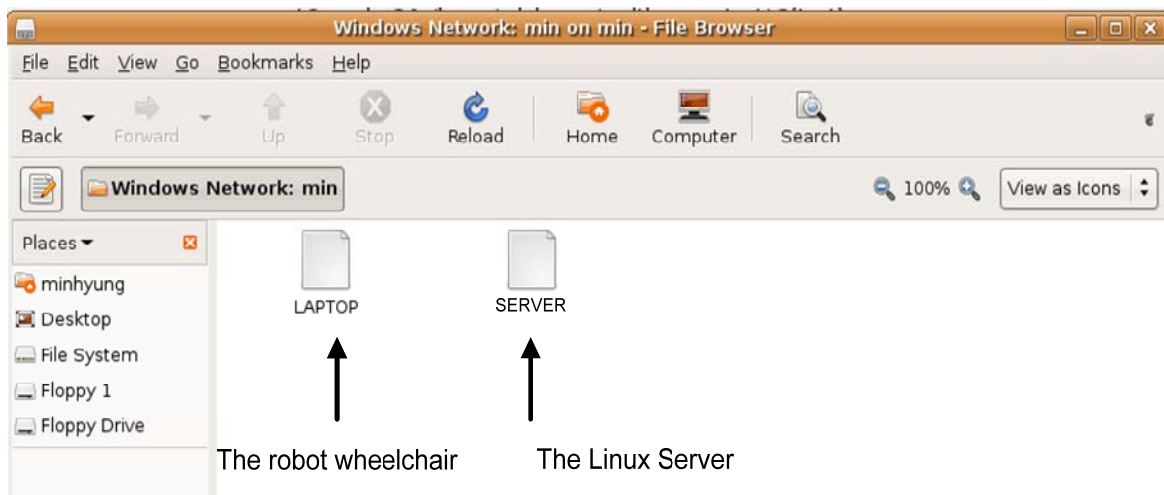 Windows Network: min on min - File Browser
File Edit View Go Bookmarks Help
Back Forward Up Stop Reload Home Computer Search
Windows Network: min 100% View as Icons
Places
minhyung
Desktop
File System
Floppy 1
Floppy Drive
LAPTOP SERVER
The robot wheelchair The Linux Server